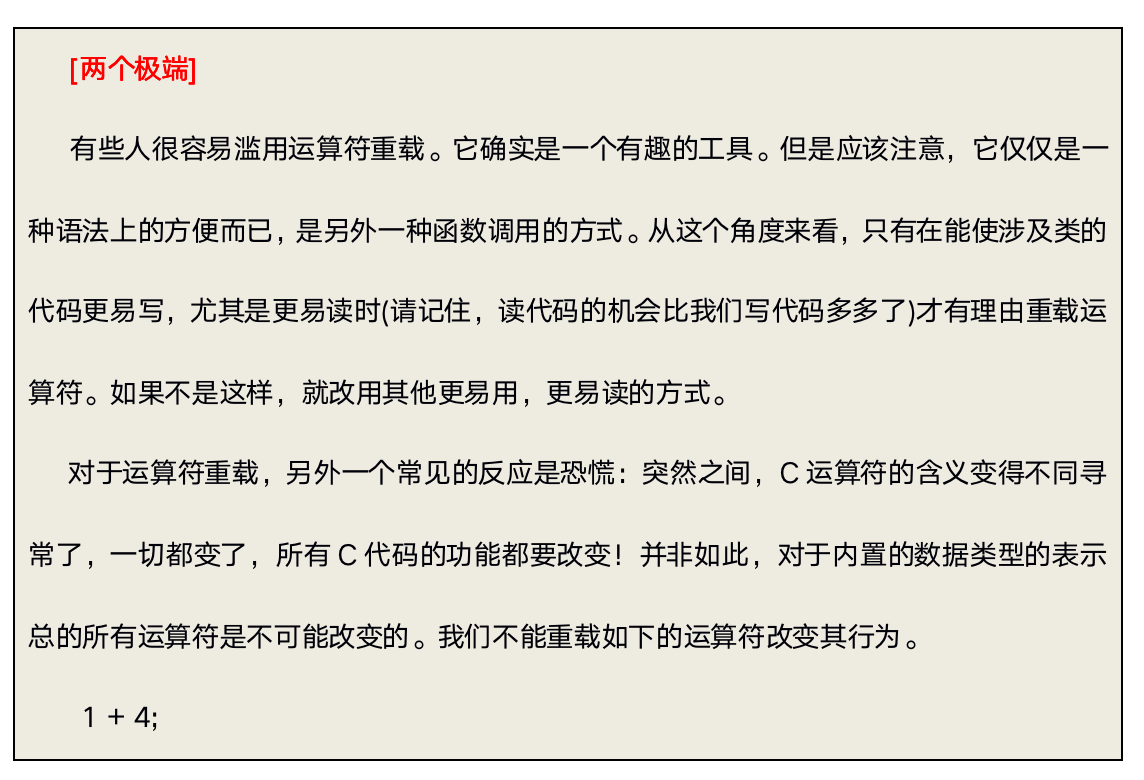 [两个极端]
有些人很容易滥用运算符重载。它确实是一个有趣的工具。但是应该注意，它仅仅是一
种语法上的方便而已，是另外一种函数调用的方式。从这个角度来看，只有在能使涉及类的
代码更易写，尤其是更易读时(请记住，读代码的机会比我们写代码多多了)才有理由重载运
算符。如果不是这样，就改用其他更易用，更易读的方式。
对于运算符重载，另外一个常见的反应是恐慌：突然之间，C 运算符的含义变得不同寻
常了，一切都变了，所有 C 代码的功能都要改变！并非如此，对于内置的数据类型的表示
总的所有运算符是不可能改变的。我们不能重载如下的运算符改变其行为。
1 + 4;